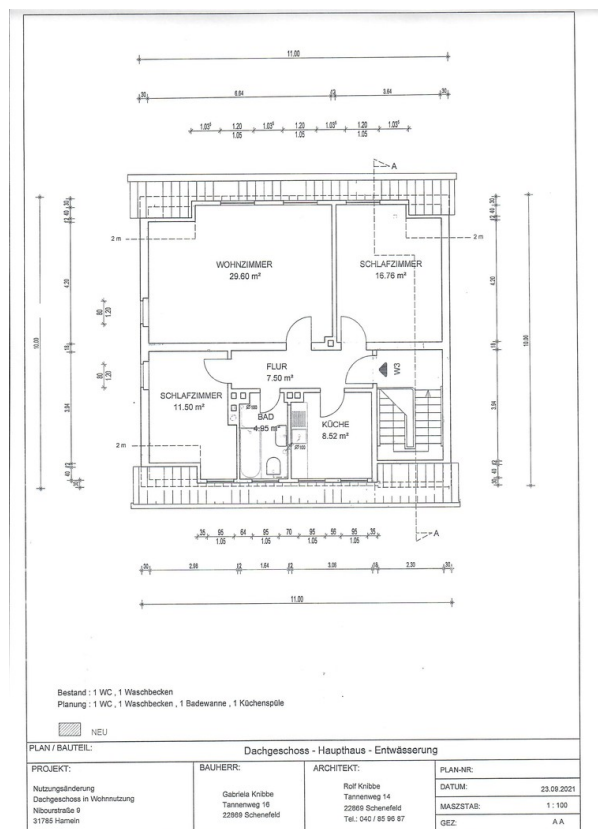 11.00
30 6.64 12 3.64 30
1.03⁵ 1.20 1.03⁵ 1.20 1.03⁵ 1.20 1.03⁵
1.05 1.05 1.05
A
2 m
2 m
WOHNZIMMER
29.60 m²
SCHLAFZIMMER
16.76 m²
10.00
4.20
80
1.20
80
1.20
3.94
4.20
3.94
10.00
FLUR
7.50 m²
W3
SCHLAFZIMMER
11.50 m²
BAD
4.95 m²
KÜCHE
8.52 m²
2 m
A
35 95 64 95 70 95 56 95 35
1.05 1.05 1.05 1.05
30 2.98 12 1.64 12 3.06 18 2.30 30
11.00
Bestand : 1 WC , 1 Waschbecken
Planung : 1 WC , 1 Waschbecken , 1 Badewanne , 1 Küchenspüle
NEU
PLAN / BAUTEIL: Dachgeschoss - Haupthaus - Entwässerung
PROJEKT:
Nutzungsänderung
Dachgeschoss in Wohnnutzung
Nibourstraße 9
31785 Hameln
BAUHERR:
Gabriela Knibbe
Tannenweg 16
22869 Schenefeld
ARCHITEKT:
Rolf Knibbe
Tannenweg 14
22869 Schenefeld
Tel.: 040 / 85 96 87
PLAN-NR:
DATUM: 23.09.2021
MASZSTAB: 1 : 100
GEZ: A A